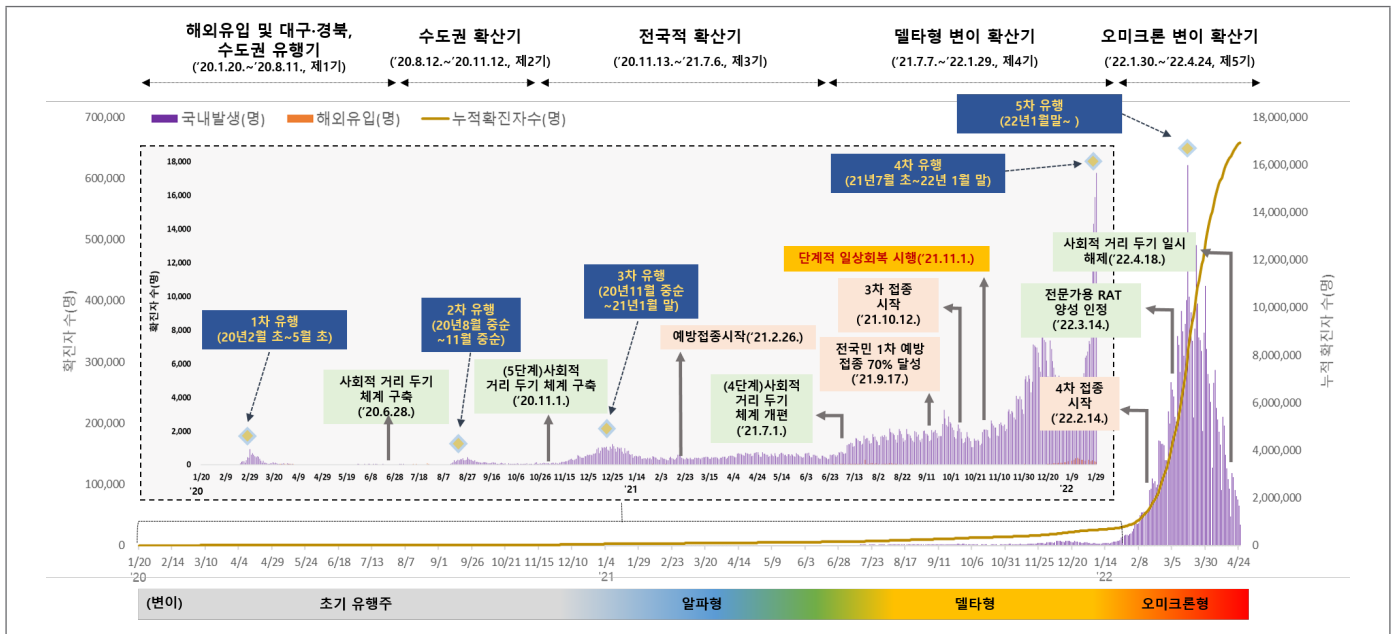 해외유입 및 대구·경북,
수도권 유행기
(’20.1.20.~’20.8.11., 제1기)
수도권 확산기
(’20.8.12.~’20.11.12., 제2기)
전국적 확산기
(’20.11.13.~’21.7.6., 제3기)
델타형 변이 확산기
(’21.7.7.~’22.1.29., 제4기)
오미크론 변이 확산기
(’22.1.30.~’22.4.24, 제5기)
국내발생(명) 해외유입(명) 누적확진자수(명)
확진자 수(명)
700,000
600,000
500,000
400,000
300,000
200,000
100,000
0
확진자 수(명)
18,000
16,000
14,000
12,000
10,000
8,000
6,000
4,000
2,000
0
1차 유행
(20년2월 초~5월 초)
사회적 거리 두기
체계 구축
(’20.6.28.)
2차 유행
(20년8월 중순
~11월 중순)
(5단계)사회적
거리 두기 체계 구축
(’20.11.1.)
3차 유행
(20년11월 중순
~21년1월 말)
예방접종시작(’21.2.26.)
(4단계)사회적
거리 두기
체계 개편
(’21.7.1.)
4차 유행
(21년7월 초~22년 1월 말)
단계적 일상회복 시행(’21.11.1.)
3차 접종
시작
(’21.10.12.)
전국민 1차 예방
접종 70% 달성
(’21.9.17.)
5차 유행
(22년1월말~ )
사회적 거리 두기 일시
해제(’22.4.18.)
전문가용 RAT
양성 인정
(’22.3.14.)
4차 접종
시작
(’22.2.14.)
1/20 2/9 2/29 3/20 4/9 4/29 5/19 6/8 6/28 7/18 8/7 8/27 9/16 10/6 10/26 11/15 12/5 12/25 1/14 2/3 2/23 3/15 4/4 4/24 5/14 6/3 6/23 7/13 8/2 8/22 9/11 10/1 10/21 11/10 11/30 12/20 1/9 1/29
’20 ’21 ’22
18,000,000
16,000,000
14,000,000
12,000,000
10,000,000
8,000,000
6,000,000
4,000,000
2,000,000
0
누적 확진자 수(명)
1/20 2/14 3/10 4/4 4/29 5/24 6/18 7/13 8/7 9/1 9/26 10/21 11/15 12/10 1/4 1/29 2/23 3/20 4/14 5/9 6/3 6/28 7/23 8/17 9/11 10/6 10/31 11/25 12/20 1/14 2/8 3/5 3/30 4/24
’20 ’21 ’22
(변이) 초기 유행주 알파형 델타형 오미크론형